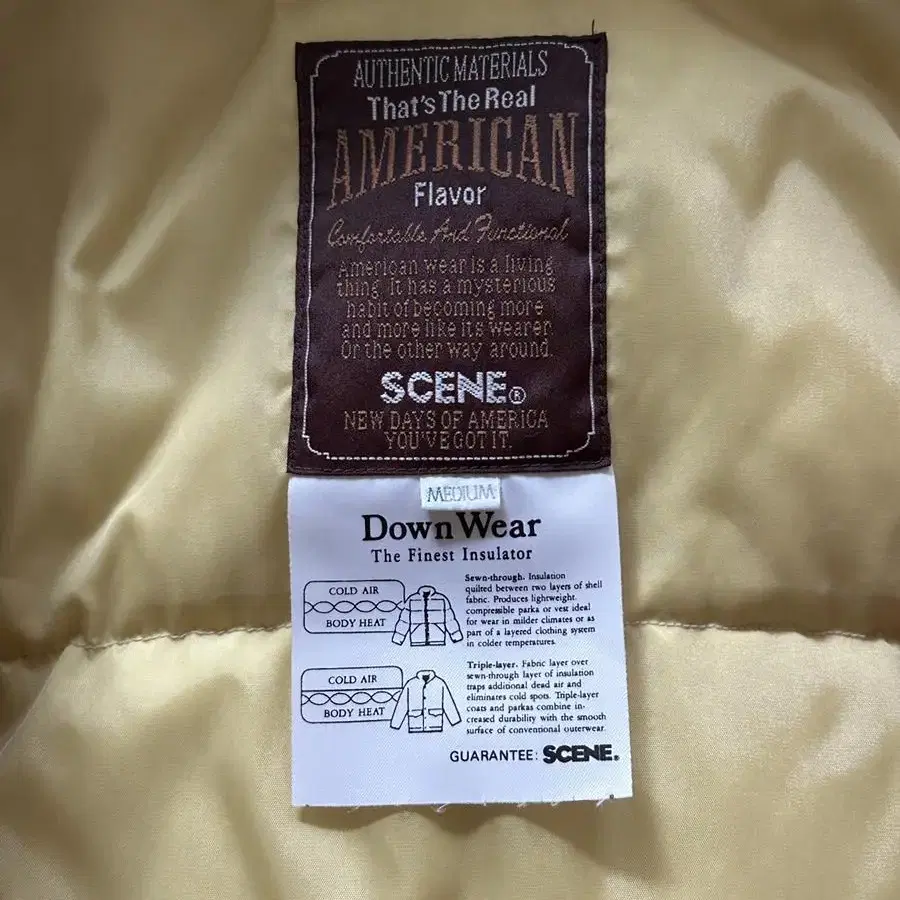 AUTHENTIC MATERIALS
That's The Real
AMERICAN
Flavor
Comfortable And Functional
American wear is a living
thing. It has a mysterious
habit of becoming more
and more like its wearer.
Or the other way around.
SCENE®
NEW DAYS OF AMERICA
YOU'VE GOT IT.
MEDIUM
Down Wear
The Finest Insulator
COLD AIR
BODY HEAT
Sewn-through. Insulation
quilted between two layers of shell
fabric. Produces lightweight,
compressible parka or vest ideal
for wear in milder climates or as
part of a layered clothing system
in colder temperatures.
COLD AIR
BODY HEAT
Triple-layer. Fabric layer over
sewn-through layer of insulation
traps additional dead air and
eliminates cold spots. Triple-layer
coats and parkas combine in-
creased durability with the smooth
surface of conventional outerwear.
GUARANTEE: SCENE®